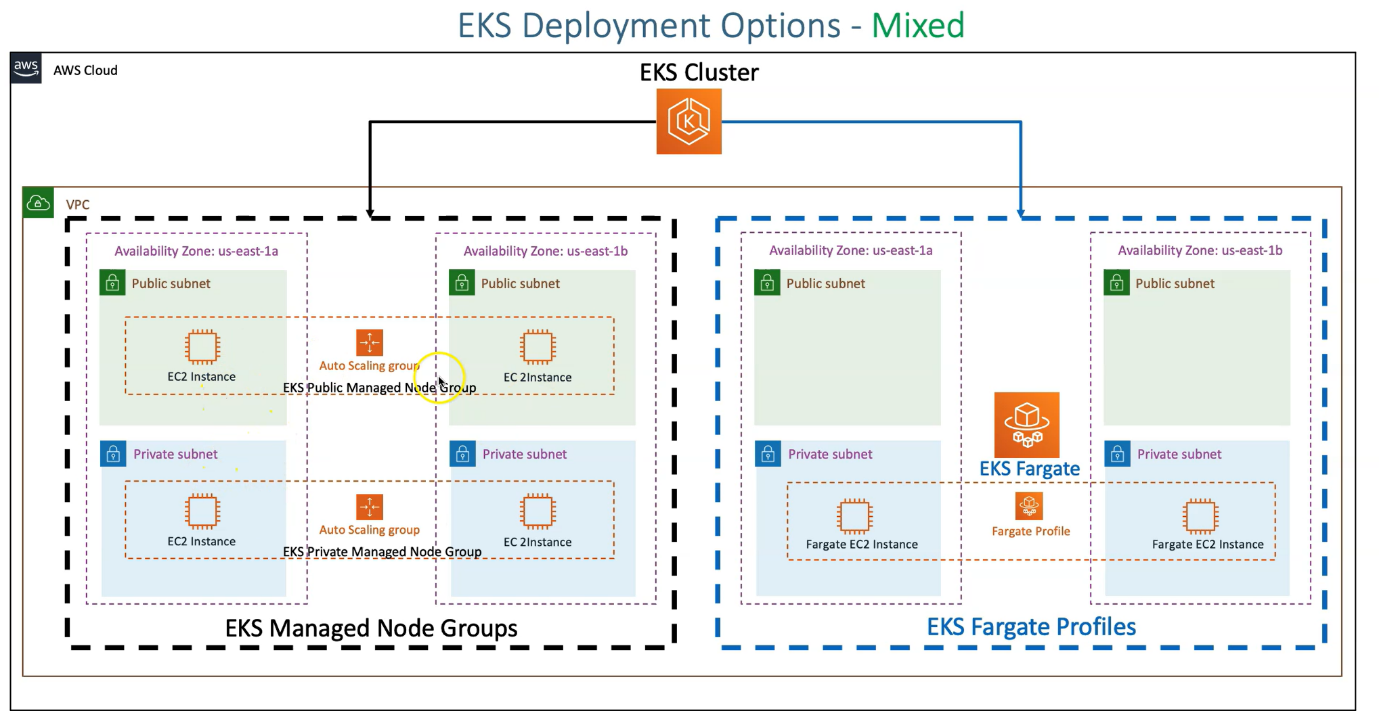 EKS Deployment Options - Mixed
aws
AWS Cloud
EKS Cluster
K
VPC
Availability Zone: us-east-1a
Availability Zone: us-east-1b
Public subnet
Public subnet
EC2 Instance
Auto Scaling group
EC 2Instance
EKS Public Managed Node Group
Private subnet
Private subnet
EC2 Instance
Auto Scaling group
EC 2Instance
EKS Private Managed Node Group
EKS Managed Node Groups
Availability Zone: us-east-1a
Availability Zone: us-east-1b
Public subnet
Public subnet
EKS Fargate
Private subnet
Private subnet
Fargate EC2 Instance
Fargate Profile
Fargate EC2 Instance
EKS Fargate Profiles